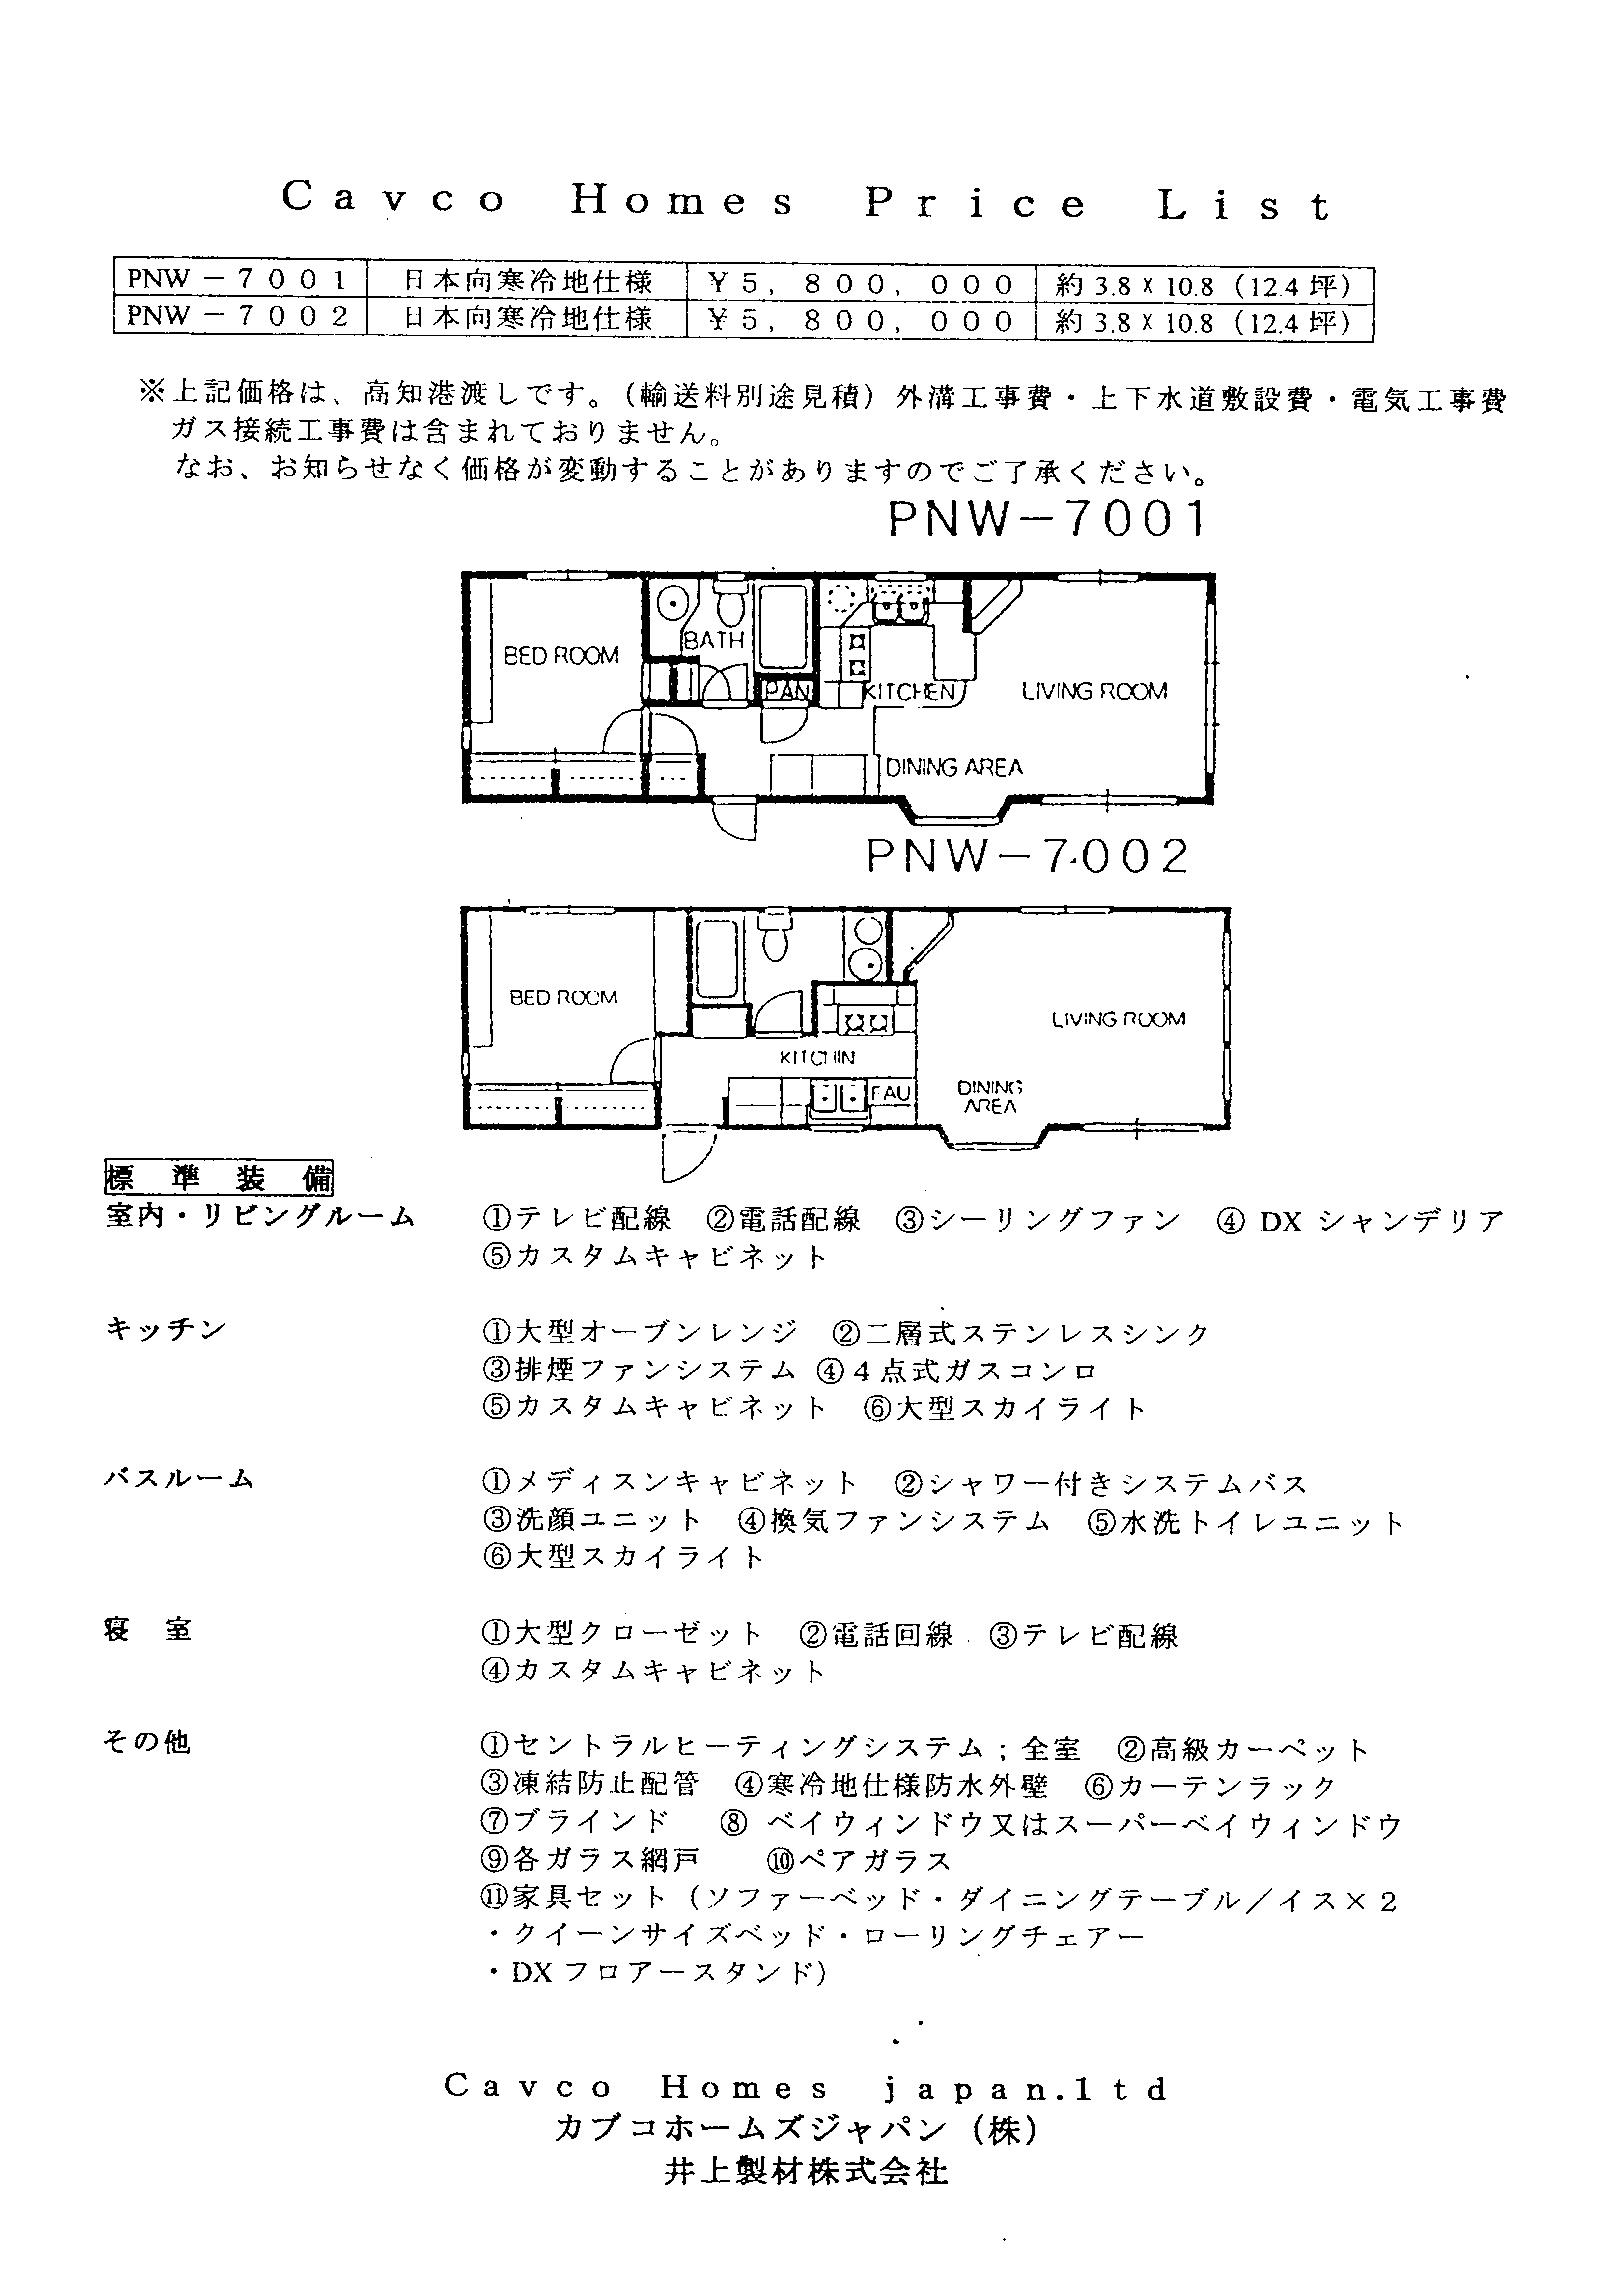 Cavco Homes Price List
PNW－7001 日本向寒冷地仕様 ￥5，800，000 約 3.8 X 10.8（12.4 坪）
PNW－7002 日本向寒冷地仕様 ￥5，800，000 約 3.8 X 10.8（12.4 坪）
※上記価格は、高知港渡しです。（輸送料別途見積）外溝工事費・上下水道敷設費・電気工事費
ガス接続工事費は含まれておりません。
なお、お知らせなく価格が変動することがありますのでご了承ください。
PNW－7001
BED ROOM
BATH
PAN
KITCHEN
LIVING ROOM
DINING AREA
PNW－7002
BED ROOM
LIVING ROOM
KITCHIN
DINING
AREA
標準装備
室内・リビングルーム ①テレビ配線 ②電話配線 ③シーリングファン ④ DX シャンデリア
⑤カスタムキャビネット
キッチン ①大型オーブンレンジ ②二層式ステンレスシンク
③排煙ファンシステム ④４点式ガスコンロ
⑤カスタムキャビネット ⑥大型スカイライト
バスルーム ①メディスンキャビネット ②シャワー付きシステムバス
③洗顔ユニット ④換気ファンシステム ⑤水洗トイレユニット
⑥大型スカイライト
寝 室 ①大型クローゼット ②電話回線 ③テレビ配線
④カスタムキャビネット
その他 ①セントラルヒーティングシステム；全室 ②高級カーペット
③凍結防止配管 ④寒冷地仕様防水外壁 ⑥カーテンラック
⑦ブラインド ⑧ ベイウィンドウ又はスーパーベイウィンドウ
⑨各ガラス網戸 ⑩ペアガラス
⑪家具セット（ソファーベッド・ダイニングテーブル／イス×２
・クイーンサイズベッド・ローリングチェアー
・DX フロアースタンド）
Cavco Homes japan.ltd
カブコホームズジャパン（株）
井上製材株式会社